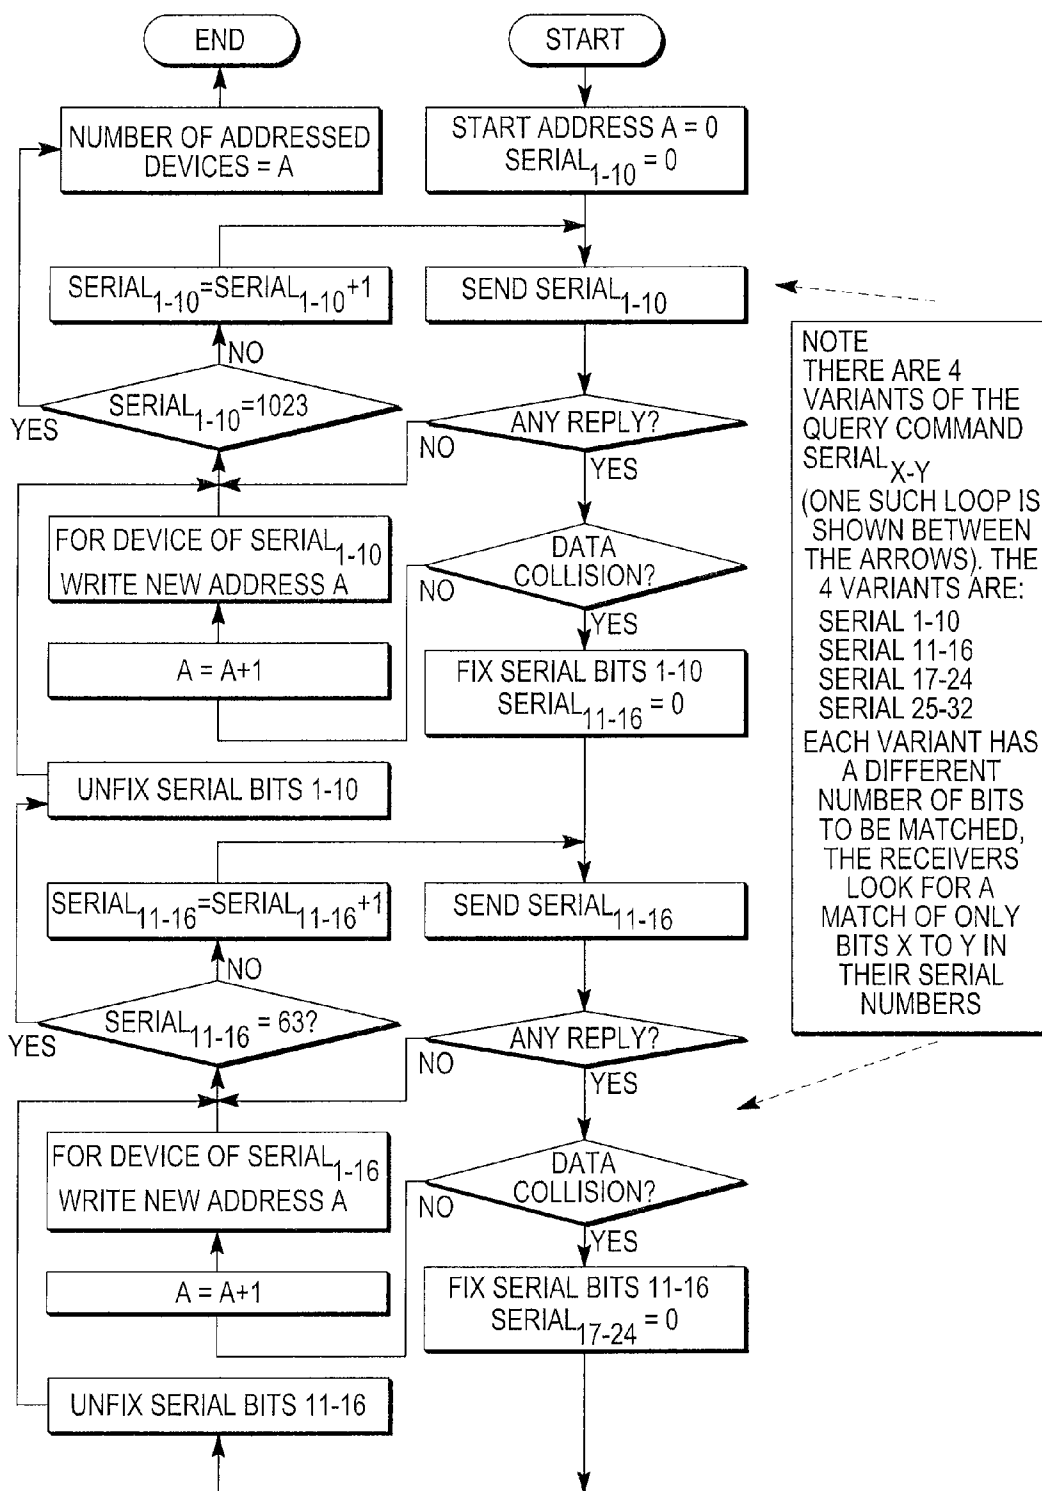 END
START
NUMBER OF ADDRESSED
DEVICES = A
START ADDRESS A = 0
SERIAL1-10 = 0
SERIAL1-10=SERIAL1-10+1
SEND SERIAL1-10
NO
SERIAL1-10=1023
YES
ANY REPLY?
NO
YES
FOR DEVICE OF SERIAL1-10
WRITE NEW ADDRESS A
DATA
COLLISION?
NO
YES
A = A+1
FIX SERIAL BITS 1-10
SERIAL11-16 = 0
UNFIX SERIAL BITS 1-10
SERIAL11-16=SERIAL11-16+1
SEND SERIAL11-16
NO
SERIAL11-16 = 63?
YES
ANY REPLY?
NO
YES
FOR DEVICE OF SERIAL1-16
WRITE NEW ADDRESS A
DATA
COLLISION?
NO
YES
A = A+1
FIX SERIAL BITS 11-16
SERIAL17-24 = 0
UNFIX SERIAL BITS 11-16
NOTE
THERE ARE 4
VARIANTS OF THE
QUERY COMMAND
SERIALX-Y
(ONE SUCH LOOP IS
SHOWN BETWEEN
THE ARROWS). THE
4 VARIANTS ARE:
SERIAL 1-10
SERIAL 11-16
SERIAL 17-24
SERIAL 25-32
EACH VARIANT HAS
A DIFFERENT
NUMBER OF BITS
TO BE MATCHED,
THE RECEIVERS
LOOK FOR A
MATCH OF ONLY
BITS X TO Y IN
THEIR SERIAL
NUMBERS